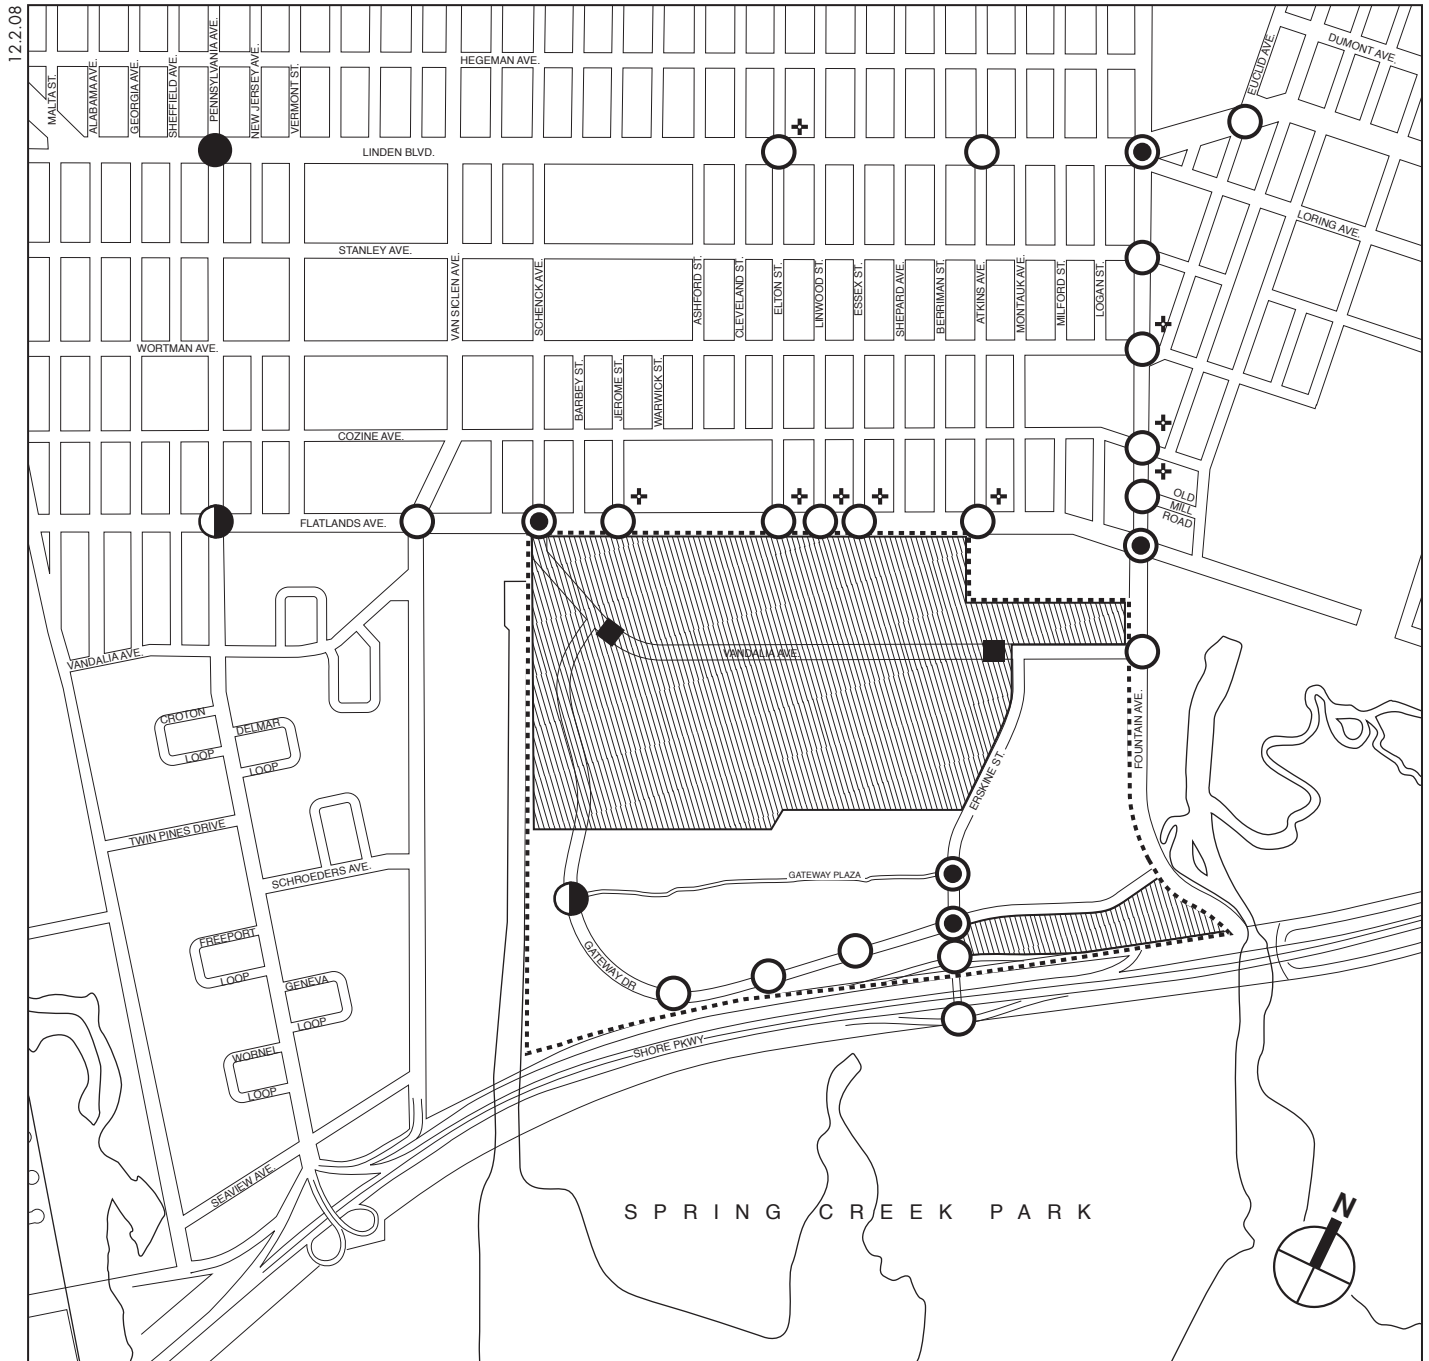 12.2.08
HEGEMAN AVE.
DUMONT AVE.
EUCLID AVE.
MALTA ST.
ALABAMA AVE.
GEORGIA AVE.
SHEFFIELD AVE.
PENNSYLVANIA AVE.
NEW JERSEY AVE.
VERMONT ST.
LINDEN BLVD.
LORING AVE.
STANLEY AVE.
VAN SICLEN AVE.
SCHENCK AVE.
ASHFORD ST.
CLEVELAND ST.
ELTON ST.
LINWOOD ST.
ESSEX ST.
SHEPARD AVE.
BERRIMAN ST.
ATKINS AVE.
MONTAUK AVE.
MILFORD ST.
LOGAN ST.
WORTMAN AVE.
BARBEY ST.
JEROME ST.
WARWICK ST.
COZINE AVE.
OLD
MILL
ROAD
FLATLANDS AVE.
VANDALIA AVE.
VANDALIA AVE.
FOUNTAIN AVE.
CROTON
LOOP
DELMAR
LOOP
ERSKINE ST.
TWIN PINES DRIVE
SCHROEDERS AVE.
GATEWAY PLAZA
FREEPORT
LOOP
GATEWAY DR.
GENEVA
LOOP
SHORE PKWY
WORNEL
LOOP
SEAVIEW AVE.
SPRING CREEK PARK
N